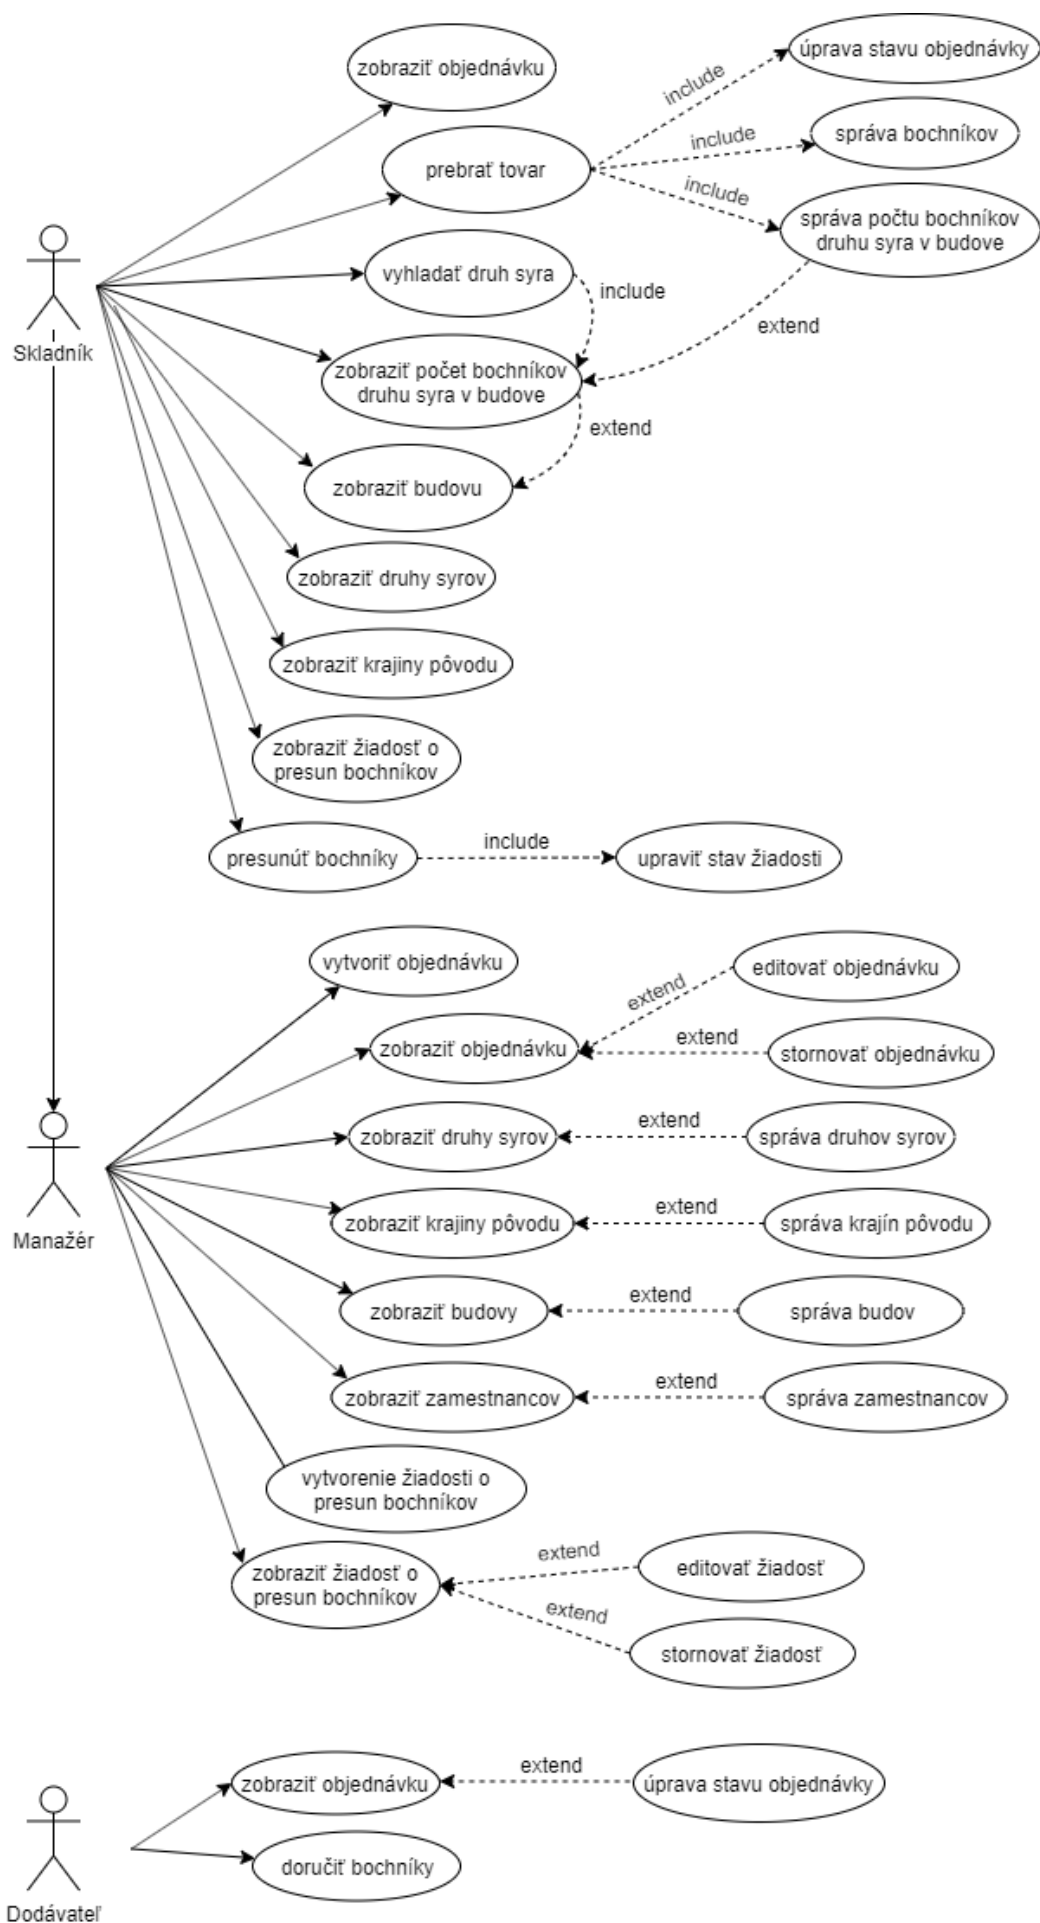 zobraziť objednávku
úprava stavu objednávky
include
prebrať tovar
include
správa bochníkov
include
správa počtu bochníkov
druhu syra v budove
Skladník
vyhladať druh syra
include
extend
zobraziť počet bochníkov
druhu syra v budove
extend
zobraziť budovu
zobraziť druhy syrov
zobraziť krajiny pôvodu
zobraziť žiadosť o
presun bochníkov
presunúť bochníky
include
upraviť stav žiadosti
vytvoriť objednávku
extend
editovať objednávku
zobraziť objednávku
extend
stornovať objednávku
Manažér
zobraziť druhy syrov
extend
správa druhov syrov
zobraziť krajiny pôvodu
extend
správa krajín pôvodu
zobraziť budovy
extend
správa budov
zobraziť zamestnancov
extend
správa zamestnancov
vytvorenie žiadosti o
presun bochníkov
zobraziť žiadosť o
presun bochníkov
extend
editovať žiadosť
extend
stornovať žiadosť
Dodávateľ
zobraziť objednávku
extend
úprava stavu objednávky
doručiť bochníky